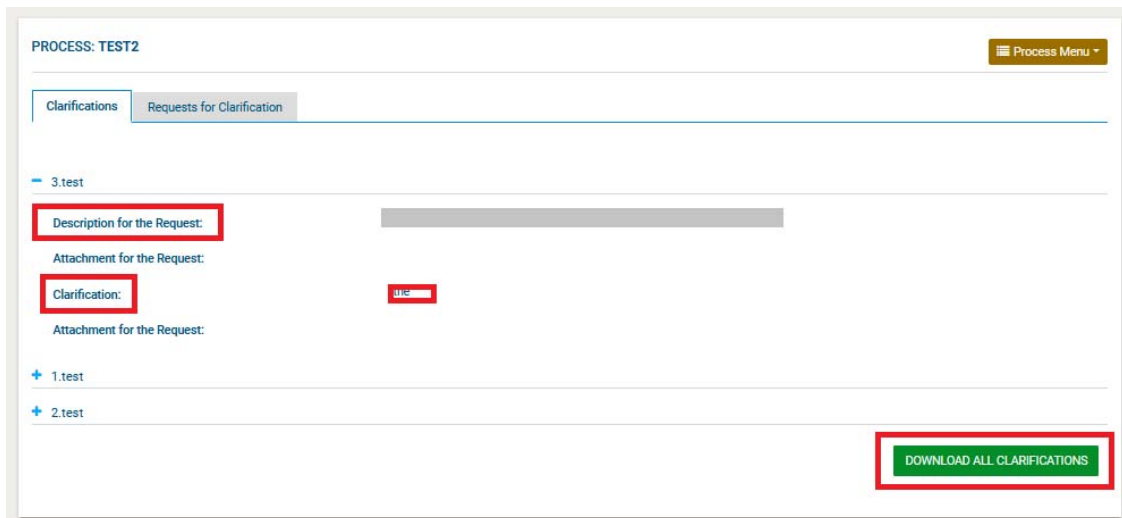 PROCESS: TEST2
Process Menu
Clarifications
Requests for Clarification
3.test
Description for the Request:
Attachment for the Request:
Clarification:
Attachment for the Request:
1.test
2.test
DOWNLOAD ALL CLARIFICATIONS